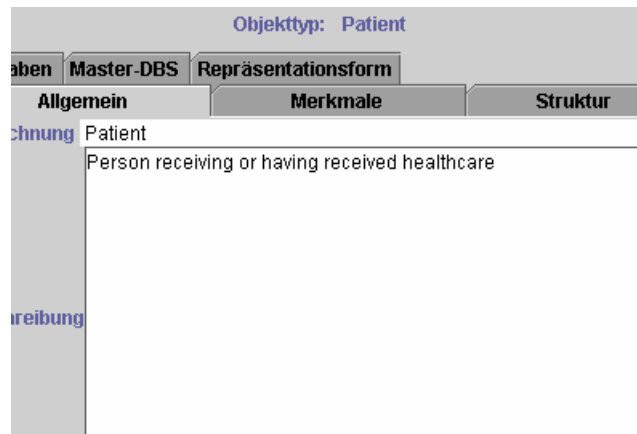 Objekttyp: Patient
aben Master-DBS Repräsentationsform
Allgemein Merkmale Struktur
chnung Patient
Person receiving or having received healthcare
reibung